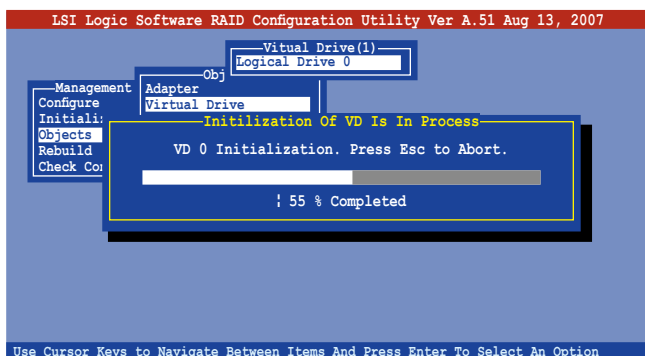 LSI Logic Software RAID Configuration Utility Ver A.51 Aug 13, 2007
Vitual Drive(1)
Logical Drive 0
Obj
Adapter
Virtual Drive
Management
Configure
Initiali
Objects
Rebuild
Check Co
Initilization Of VD Is In Process
VD 0 Initialization. Press Esc to Abort.
¦ 55 % Completed
Use Cursor Keys to Navigate Between Items And Press Enter To Select An Option